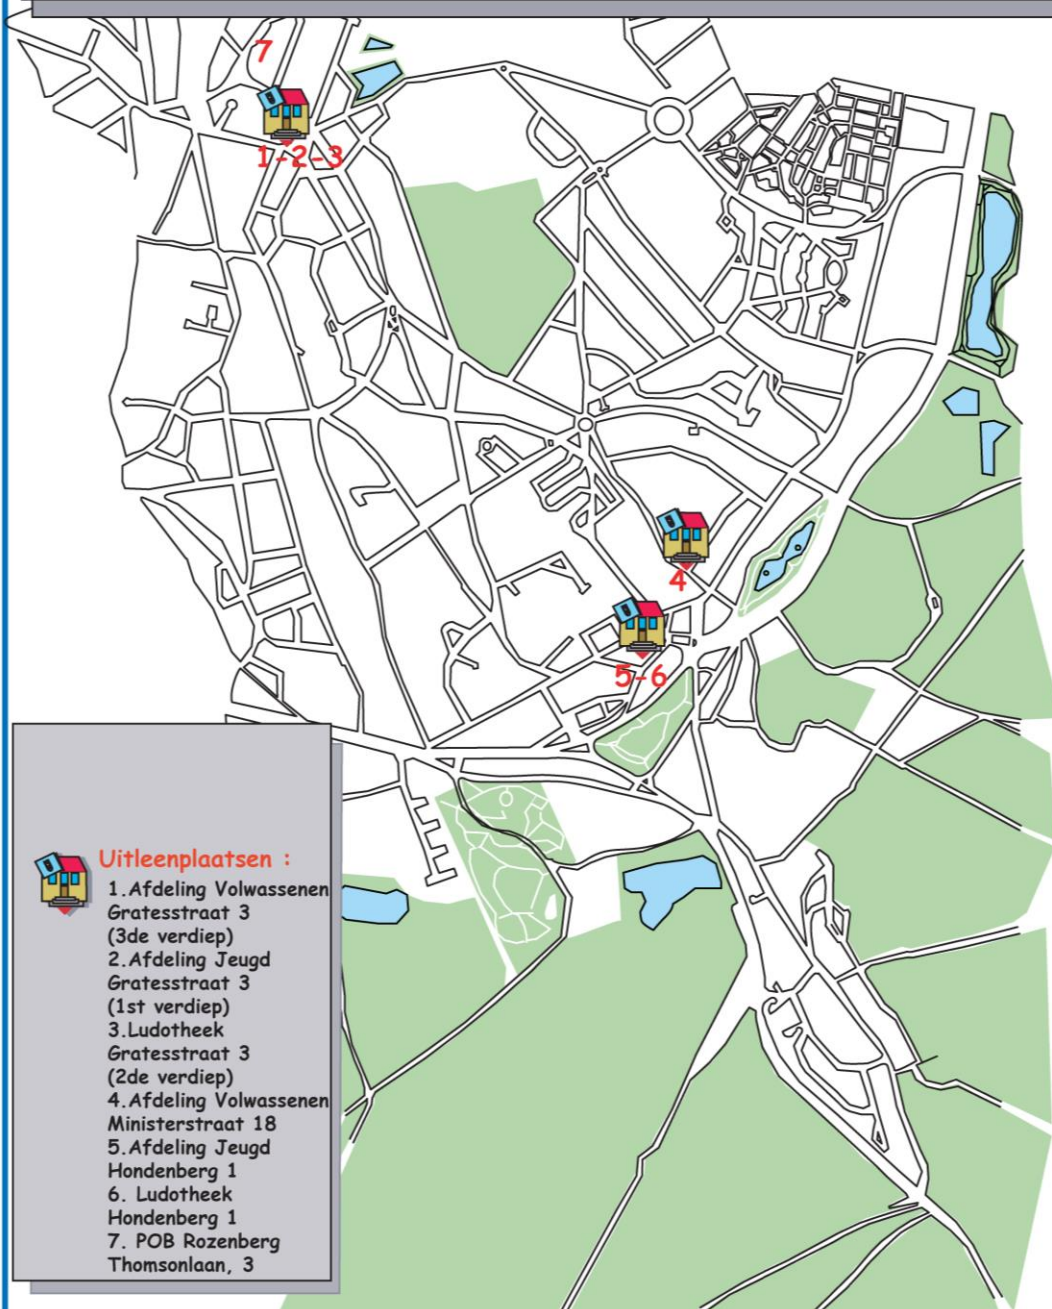 7
1-2-3
4
5-6
Uitleenplaatsen :
1.Afdeling Volwassenen
Gratesstraat 3
(3de verdiep)
2.Afdeling Jeugd
Gratesstraat 3
(1st verdiep)
3.Ludotheek
Gratesstraat 3
(2de verdiep)
4.Afdeling Volwassenen
Ministerstraat 18
5.Afdeling Jeugd
Hondenberg 1
6. Ludotheek
Hondenberg 1
7. POB Rozenberg
Thomsonlaan, 3